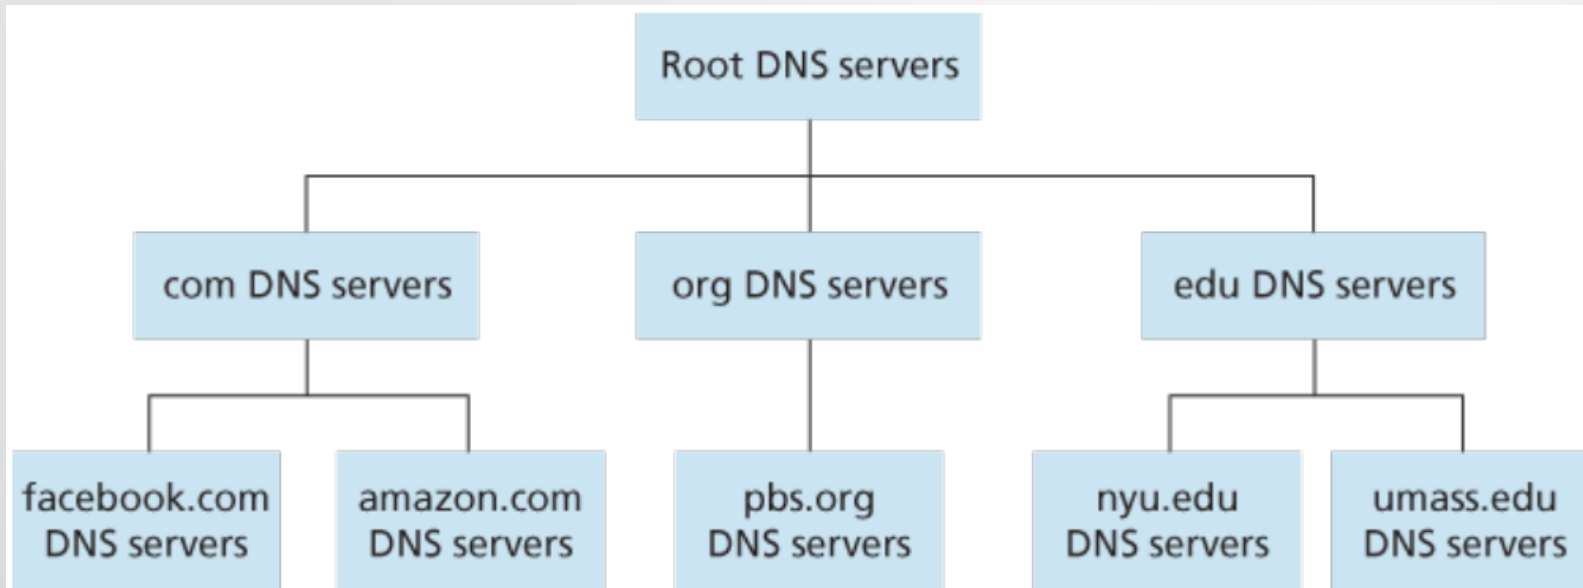 Root DNS servers
com DNS servers
org DNS servers
edu DNS servers
facebook.com
DNS servers
amazon.com
DNS servers
pbs.org
DNS servers
nyu.edu
DNS servers
umass.edu
DNS servers